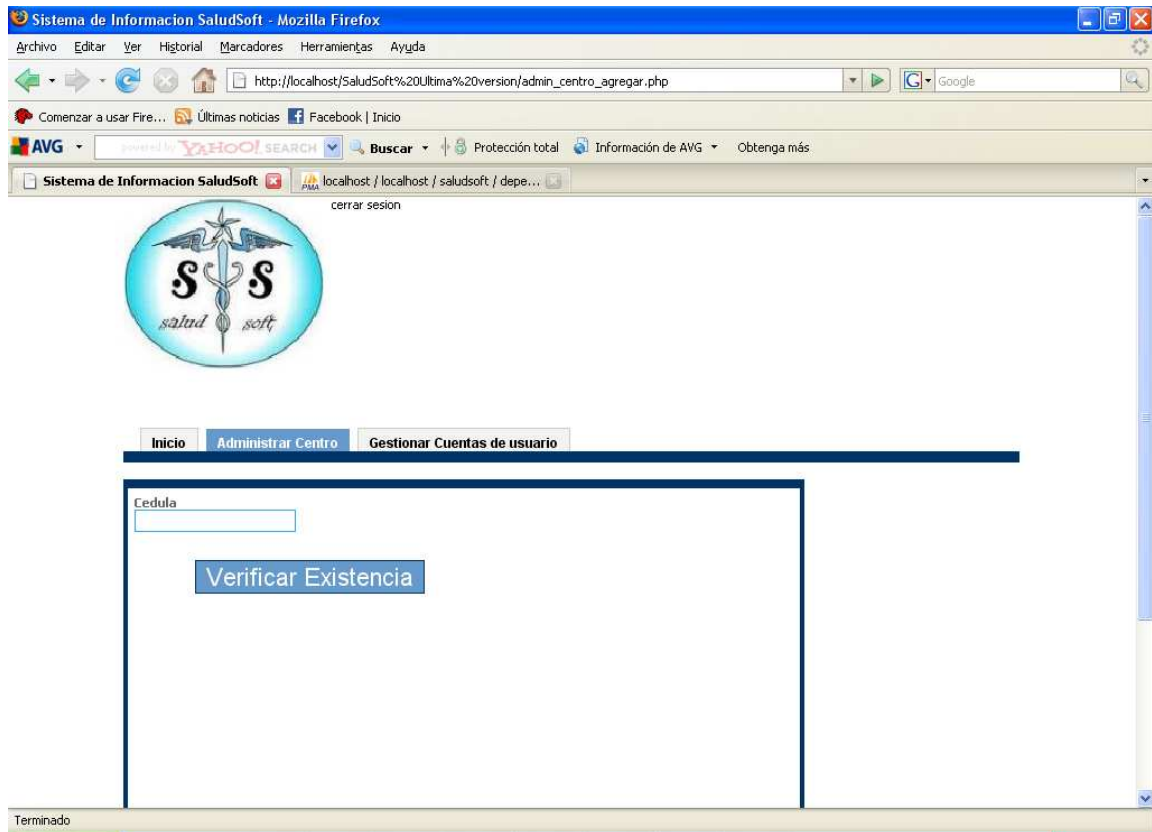 Sistema de Informacion SaludSoft - Mozilla Firefox
Archivo Editar Ver Historial Marcadores Herramientas Ayuda
http://localhost/SaludSoft%20Ultima%20version/admin_centro_agregar.php G Google
Comenzar a usar Fire... Últimas noticias Facebook | Inicio
AVG powered by YAHOO! SEARCH Buscar Protección total Información de AVG Obtenga más
Sistema de Informacion SaludSoft PMA localhost / localhost / saludsoft / depe...
cerrar sesion
S S
salud soft
Inicio Administrar Centro Gestionar Cuentas de usuario
Cedula
Verificar Existencia
Terminado